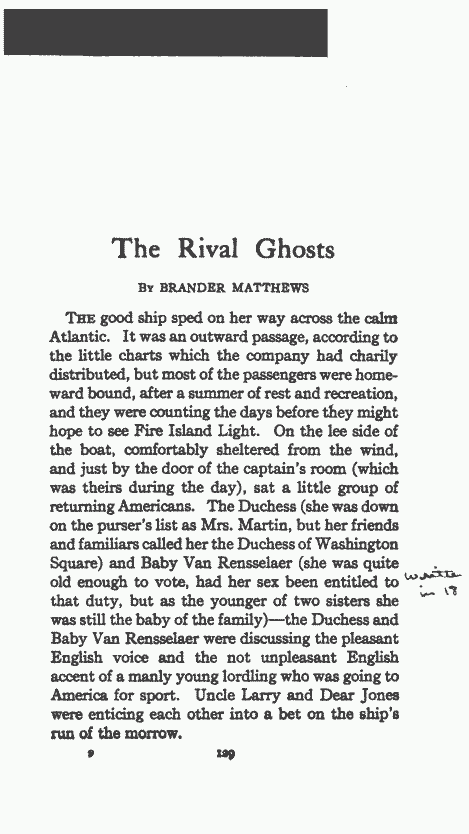 The Rival Ghosts
By BRANDER MATTHEWS
THE good ship sped on her way across the calm
Atlantic. It was an outward passage, according to
the little charts which the company had charily
distributed, but most of the passengers were home-
ward bound, after a summer of rest and recreation,
and they were counting the days before they might
hope to see Fire Island Light. On the lee side of
the boat, comfortably sheltered from the wind,
and just by the door of the captain's room (which
was theirs during the day), sat a little group of
returning Americans. The Duchess (she was down
on the purser's list as Mrs. Martin, but her friends
and familiars called her the Duchess of Washington
Square) and Baby Van Rensselaer (she was quite
old enough to vote, had her sex been entitled to
that duty, but as the younger of two sisters she
was still the baby of the family)—the Duchess and
Baby Van Rensselaer were discussing the pleasant
English voice and the not unpleasant English
accent of a manly young lordling who was going to
America for sport. Uncle Larry and Dear Jones
were enticing each other into a bet on the ship's
run of the morrow.
9 129
in 18